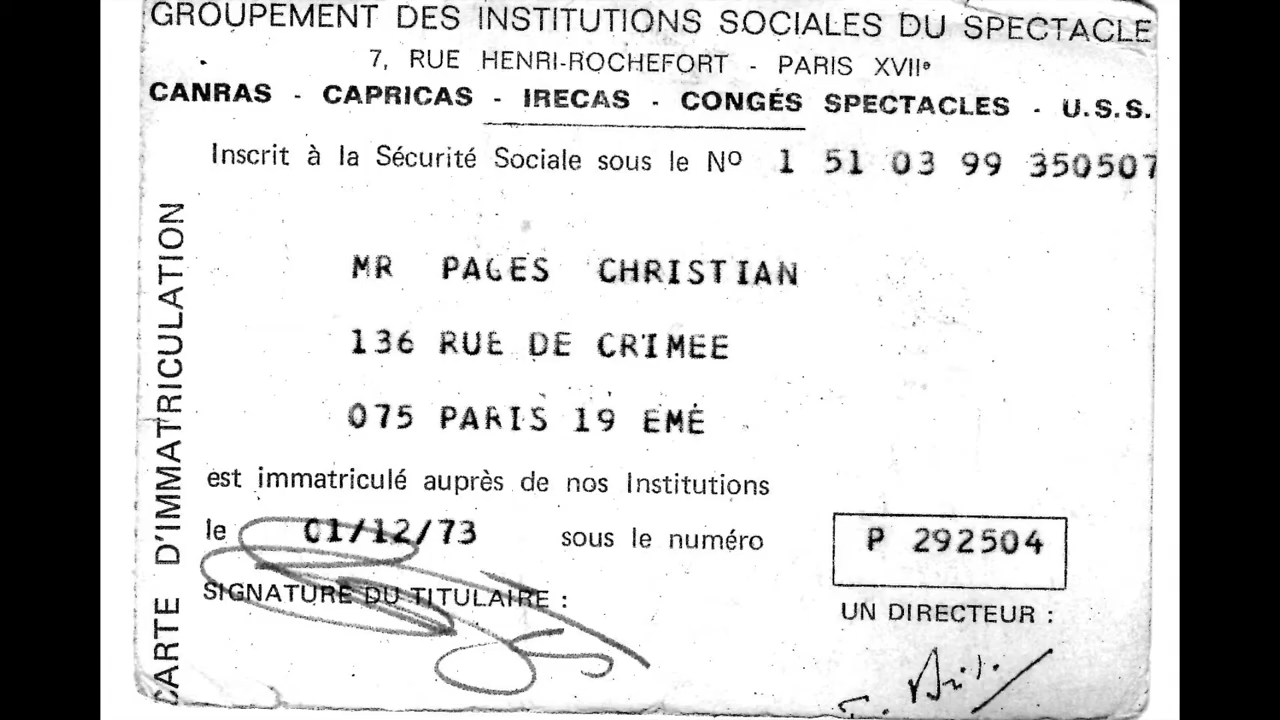 GROUPEMENT DES INSTITUTIONS SOCIALES DU SPECTACLE
7, RUE HENRI-ROCHEFORT - PARIS XVIIe
CANRAS - CAPRICAS - IRECAS - CONGÉS SPECTACLES - U.S.S.
Inscrit à la Sécurité Sociale sous le No 1 51 03 99 350507
CARTE D'IMMATRICULATION
MR PAGES CHRISTIAN
136 RUE DE CRIMEE
075 PARIS 19 EME
est immatriculé auprès de nos Institutions
le 01/12/73 sous le numéro P 292504
SIGNATURE DU TITULAIRE :
UN DIRECTEUR :